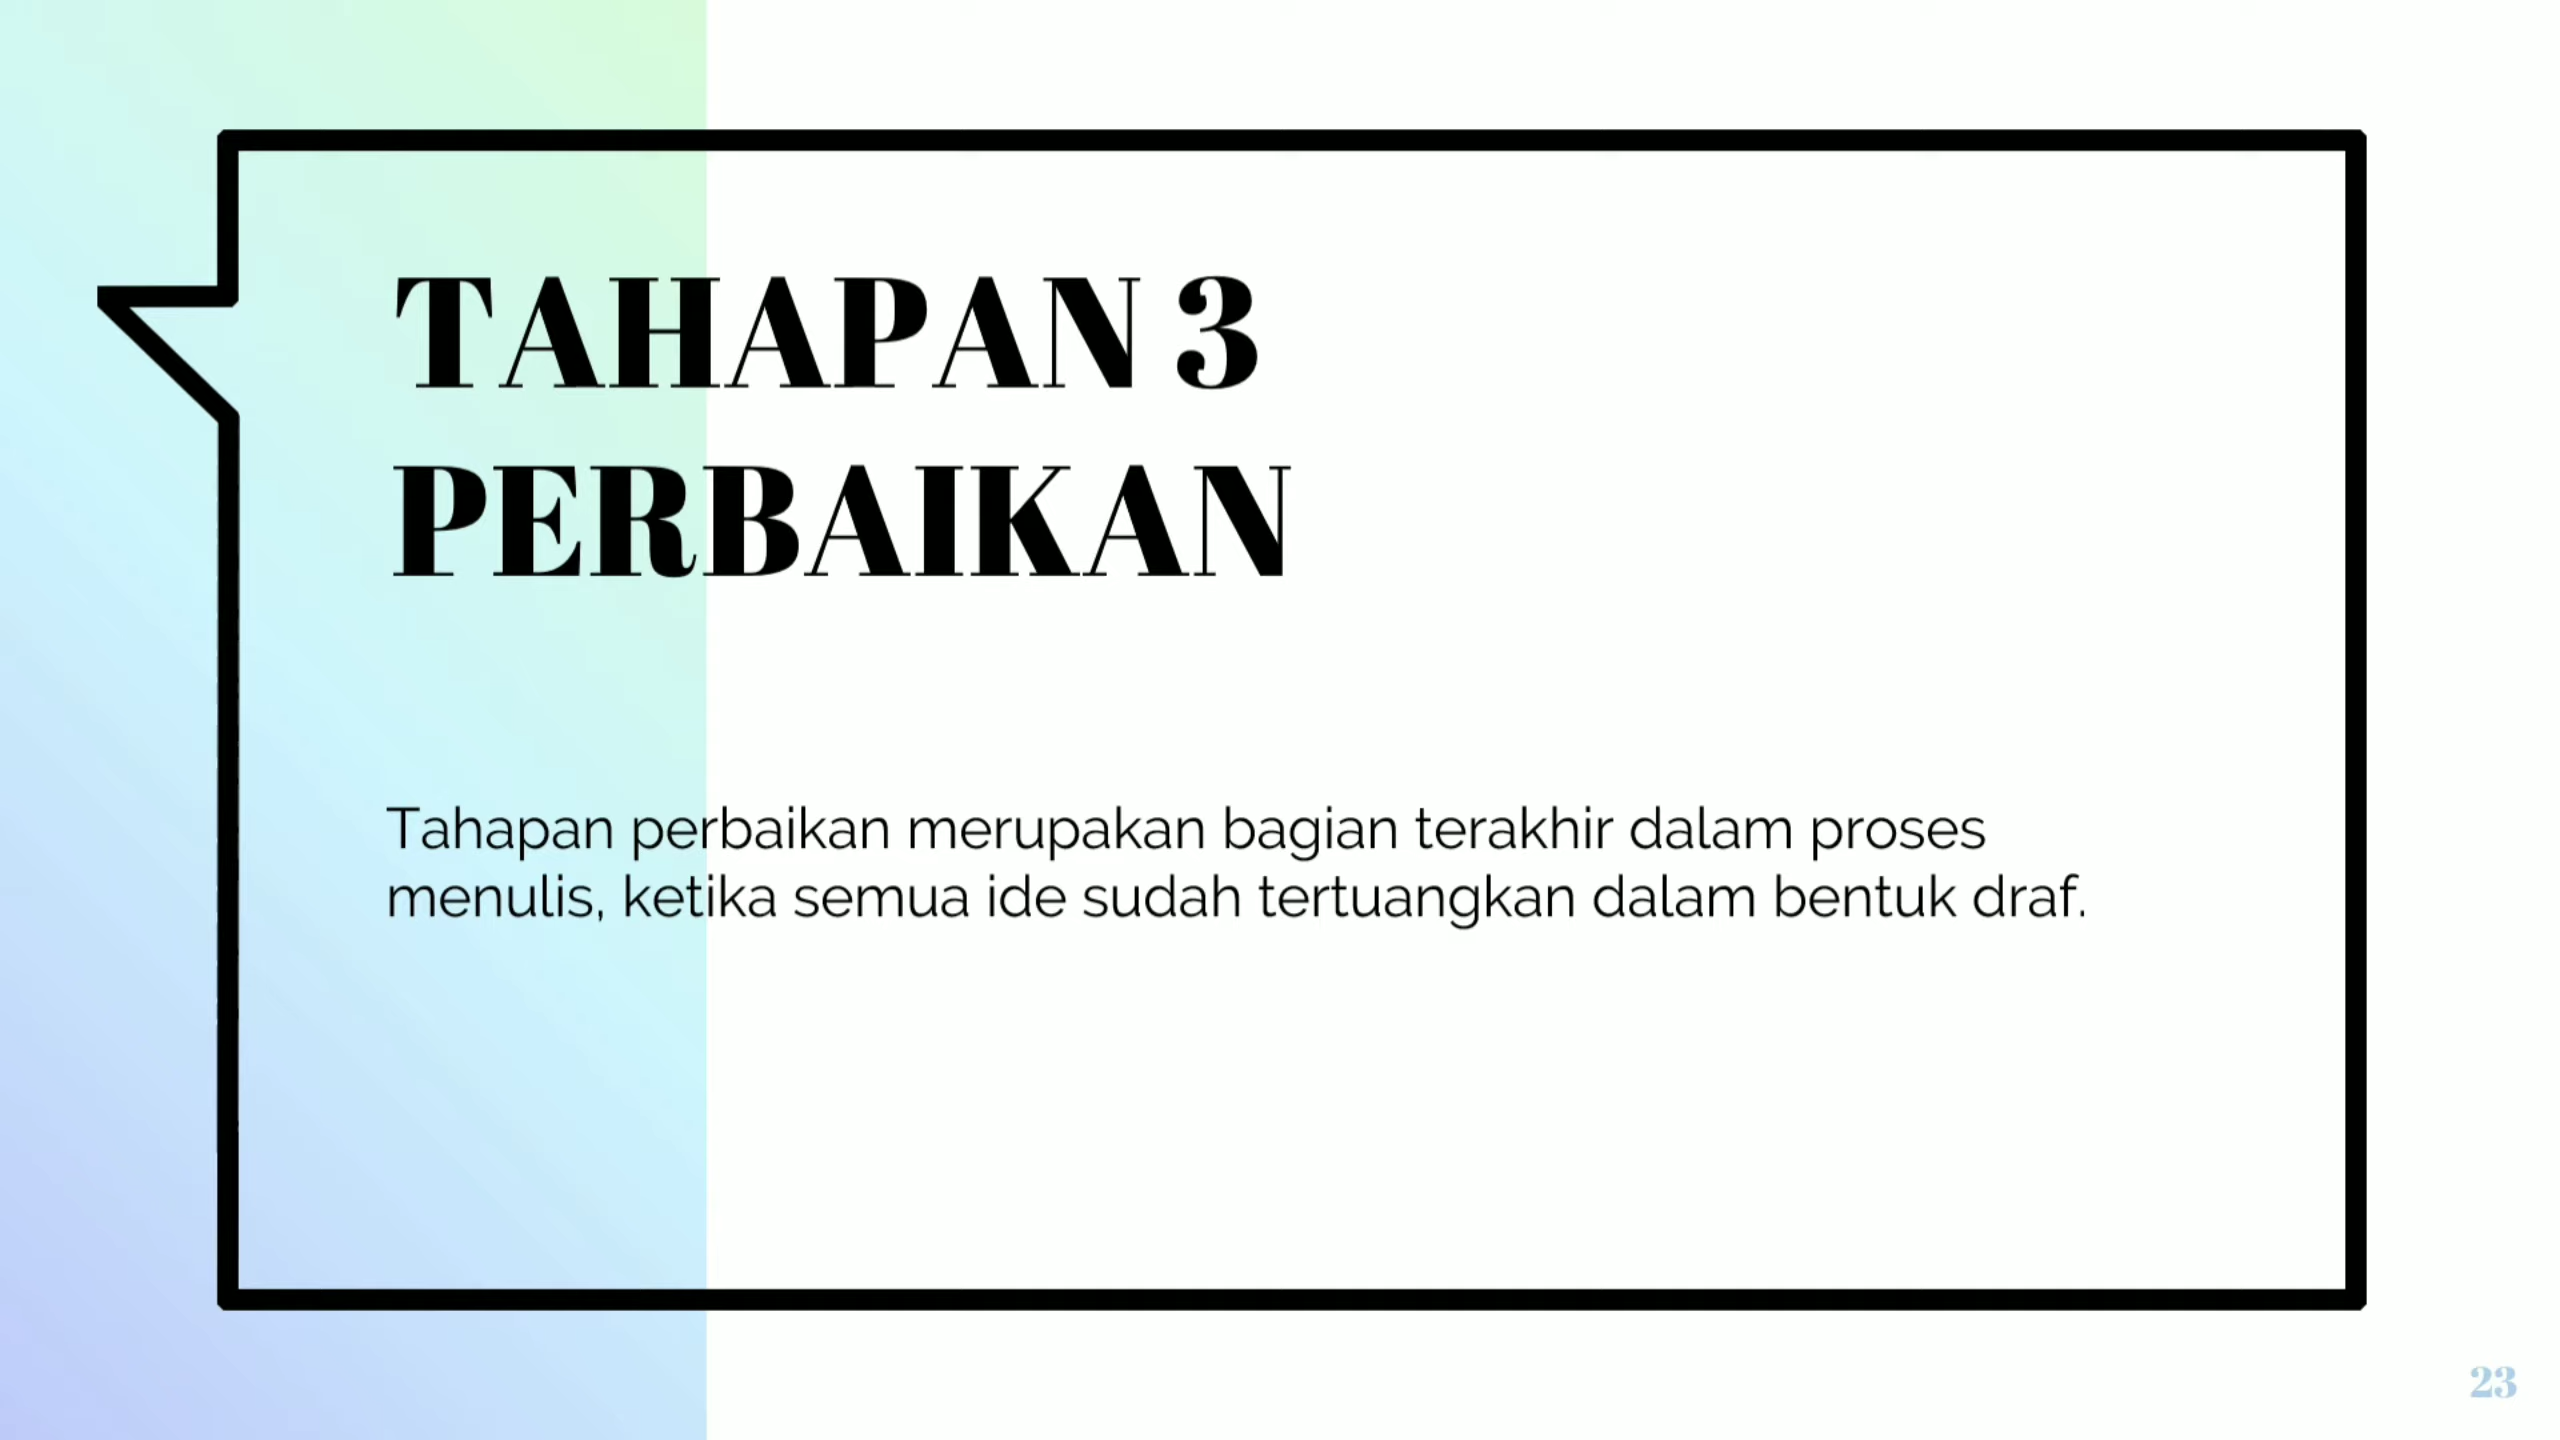 TAHAPAN 3
PERBAIKAN
Tahapan perbaikan merupakan bagian terakhir dalam proses
menulis, ketika semua ide sudah tertuangkan dalam bentuk draf.
23